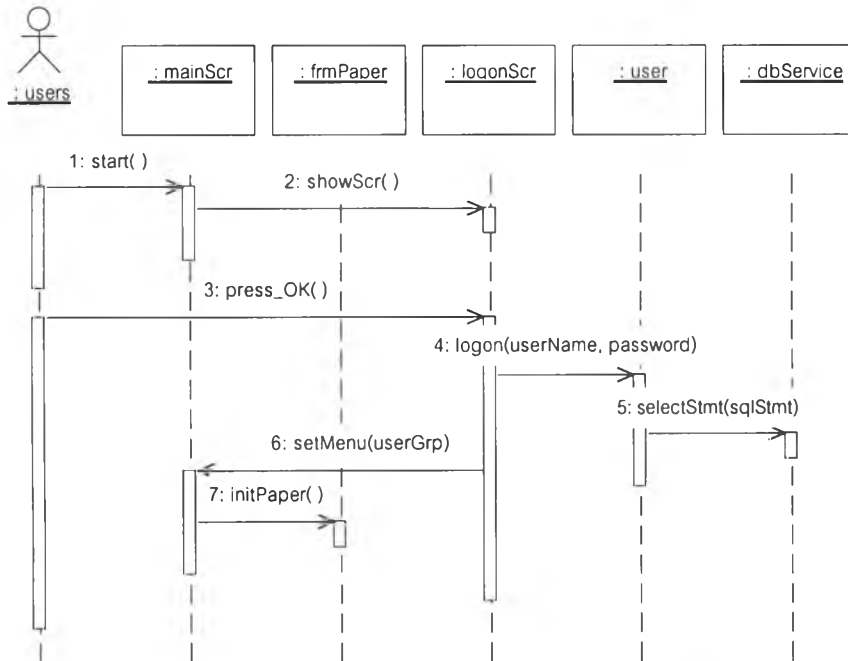 : users
: mainScr
: frmPaper
: logonScr
: user
: dbService
1: start( )
2: showScr( )
3: press_OK( )
4: logon(userName, password)
5: selectStmt(sqlStmt)
6: setMenu(userGrp)
7: initPaper( )